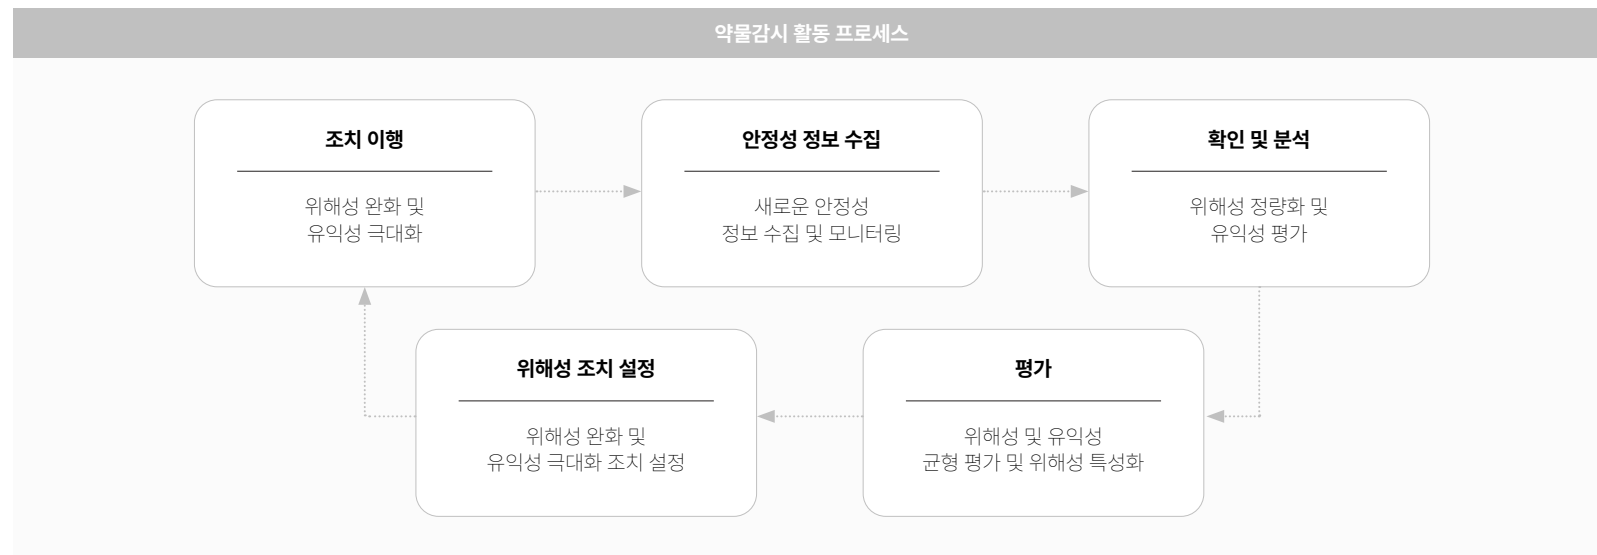 약물감시 활동 프로세스
조치 이행
위해성 완화 및
유익성 극대화
안정성 정보 수집
새로운 안정성
정보 수집 및 모니터링
확인 및 분석
위해성 정량화 및
유익성 평가
위해성 조치 설정
위해성 완화 및
유익성 극대화 조치 설정
평가
위해성 및 유익성
균형 평가 및 위해성 특성화